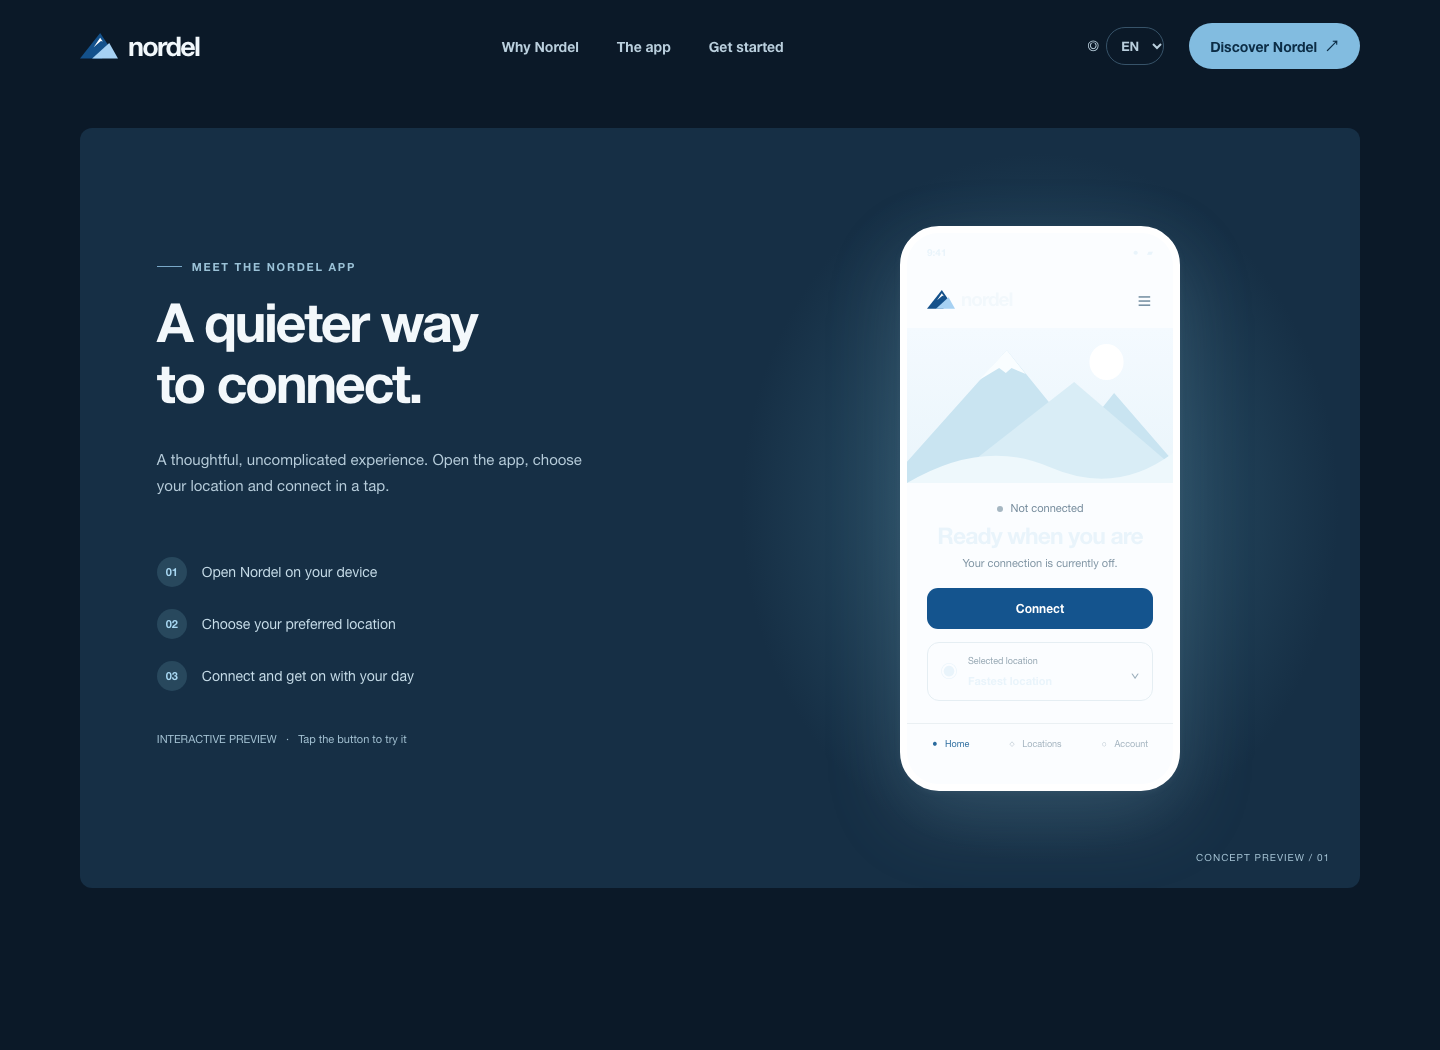 nordel
Why Nordel
The app
Get started
EN
Discover Nordel
MEET THE NORDEL APP
A quieter way
to connect.
A thoughtful, uncomplicated experience. Open the app, choose
your location and connect in a tap.
01 Open Nordel on your device
02 Choose your preferred location
03 Connect and get on with your day
INTERACTIVE PREVIEW · Tap the button to try it
9:41
nordel
Not connected
Ready when you are
Your connection is currently off.
Connect
Selected location
Fastest location
Home
Locations
Account
CONCEPT PREVIEW / 01